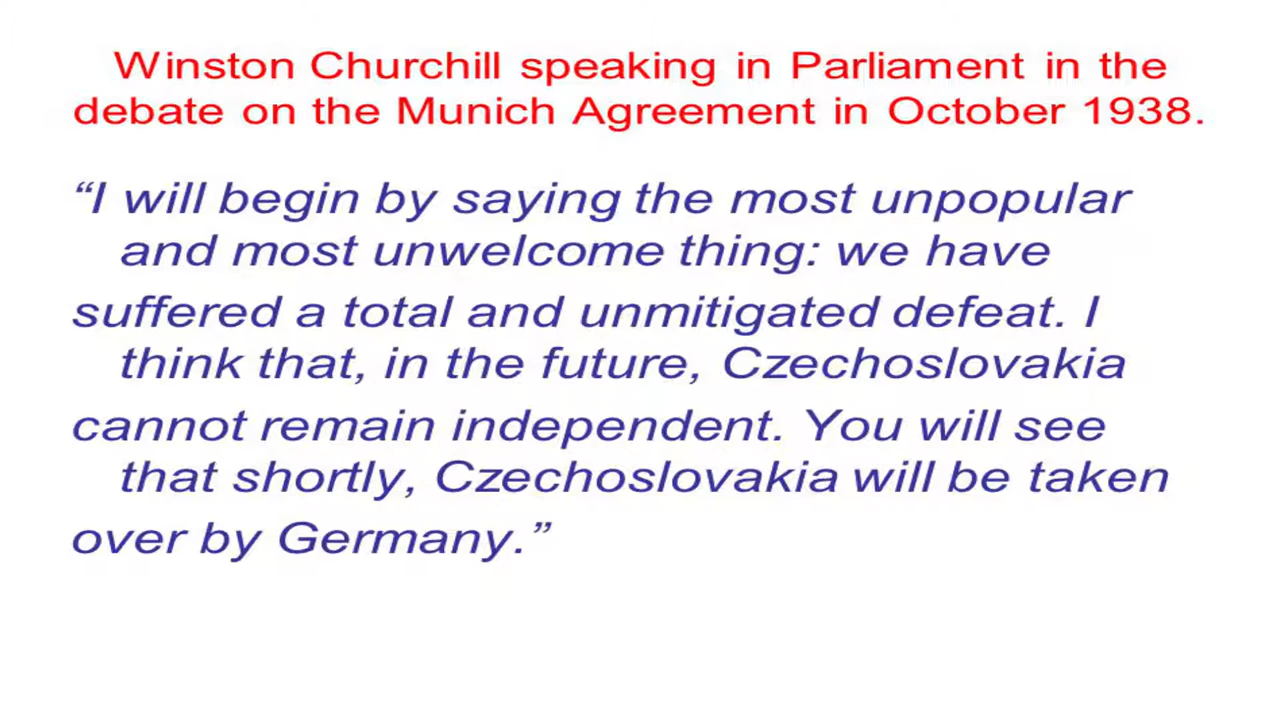 Winston Churchill speaking in Parliament in the
debate on the Munich Agreement in October 1938.
“I will begin by saying the most unpopular
and most unwelcome thing: we have
suffered a total and unmitigated defeat. I
think that, in the future, Czechoslovakia
cannot remain independent. You will see
that shortly, Czechoslovakia will be taken
over by Germany.”